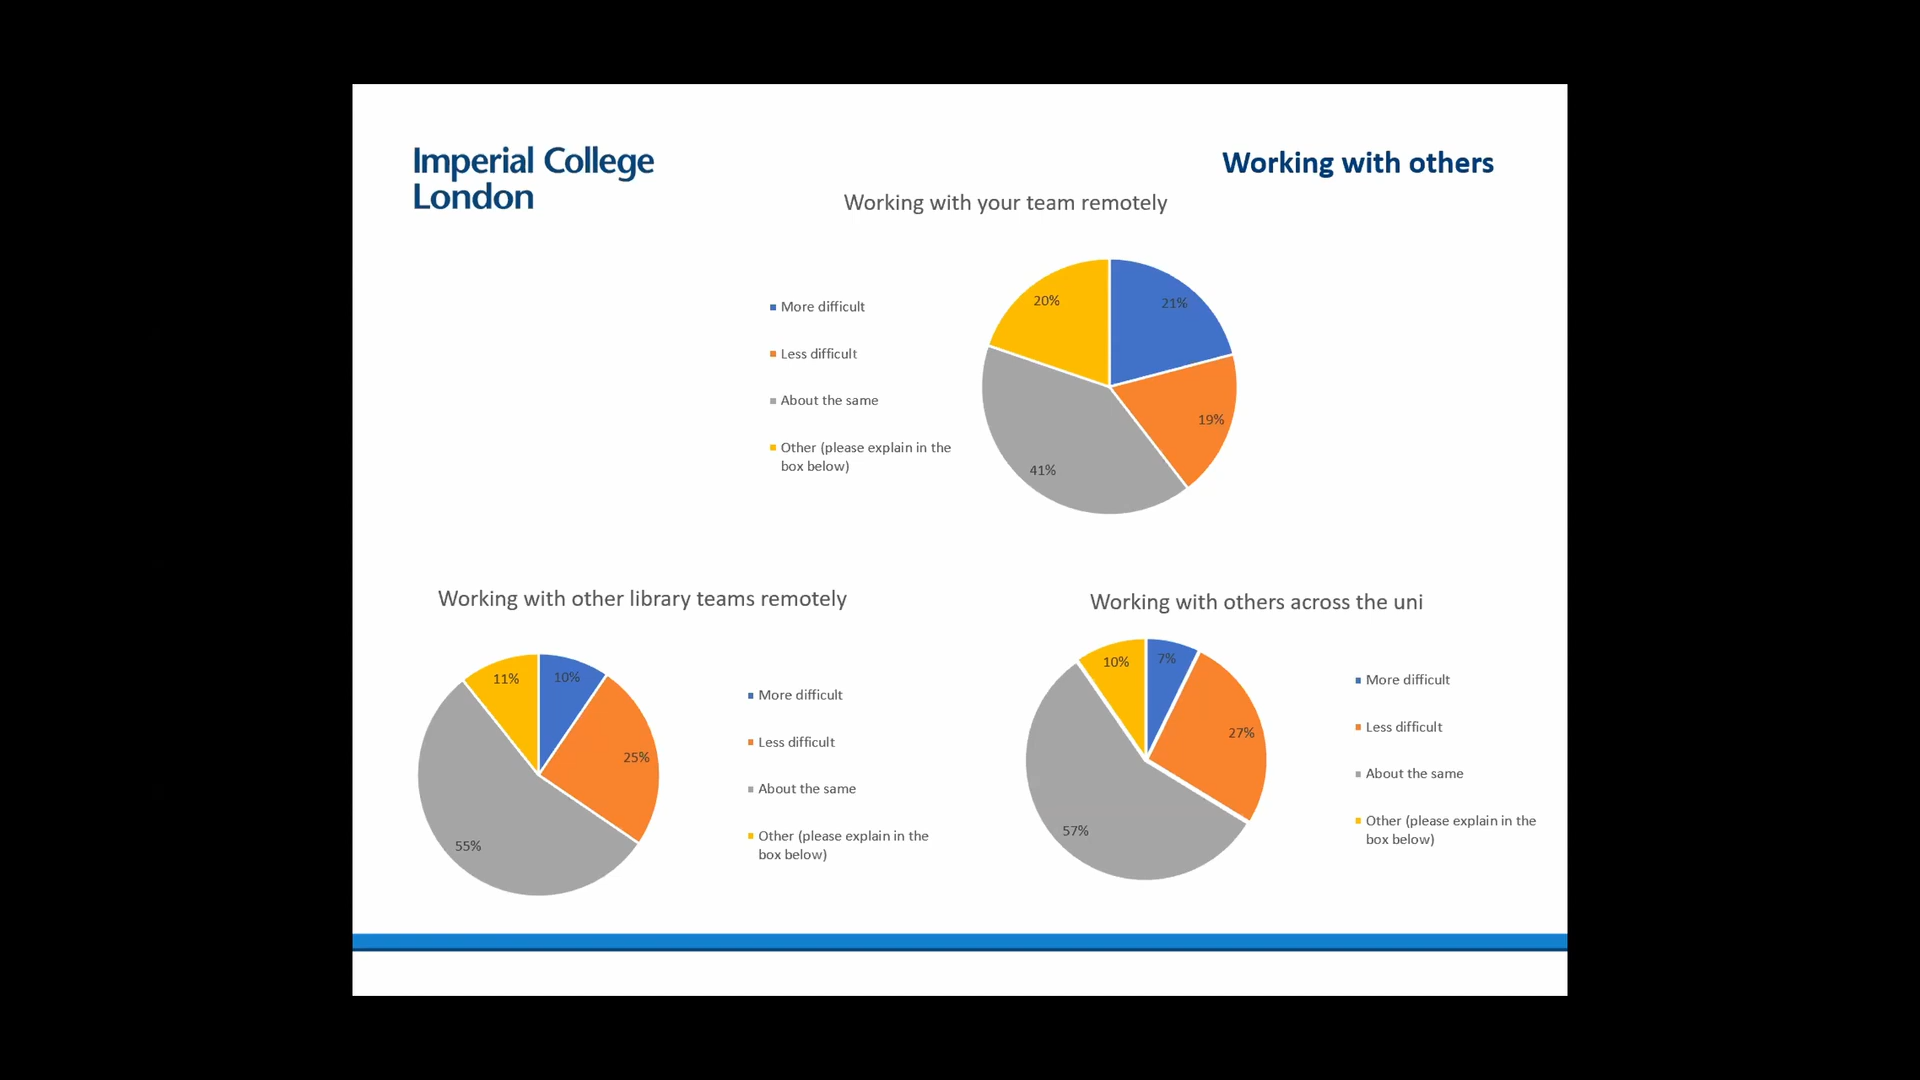 Imperial College
London
Working with others
Working with your team remotely
More difficult
Less difficult
About the same
Other (please explain in the
box below)
20%
21%
19%
41%
Working with other library teams remotely
11%
10%
25%
55%
More difficult
Less difficult
About the same
Other (please explain in the
box below)
Working with others across the uni
10%
7%
27%
57%
More difficult
Less difficult
About the same
Other (please explain in the
box below)